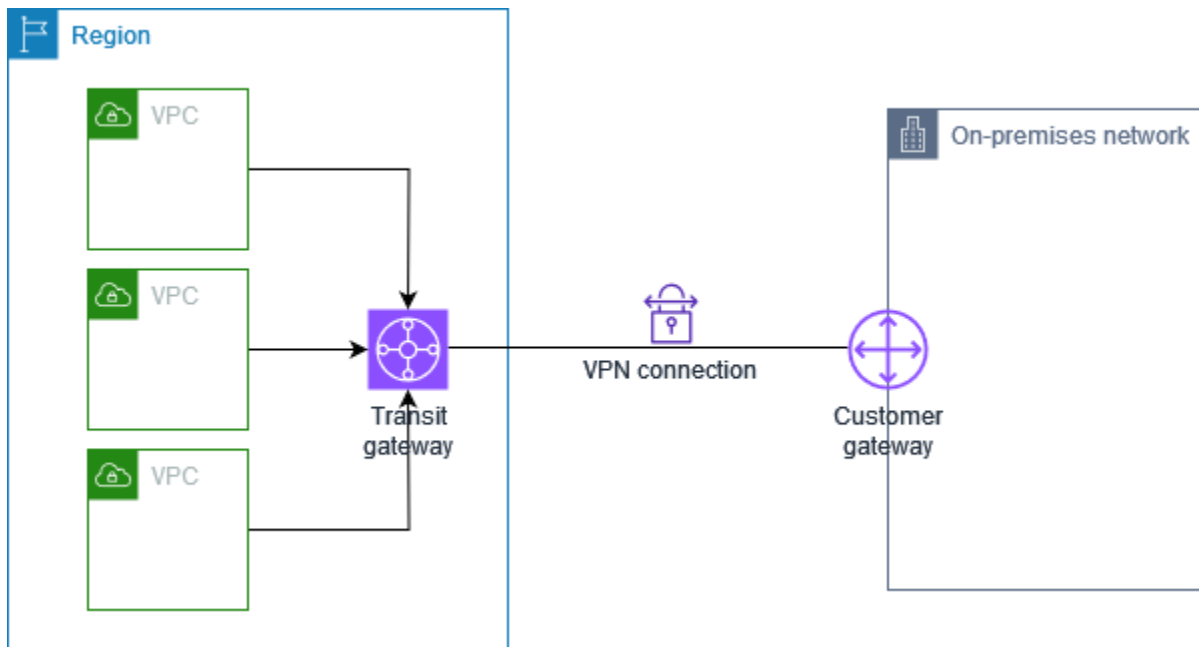 Region
VPC
On-premises network
VPC
VPN connection
Transit
gateway
Customer
gateway
VPC